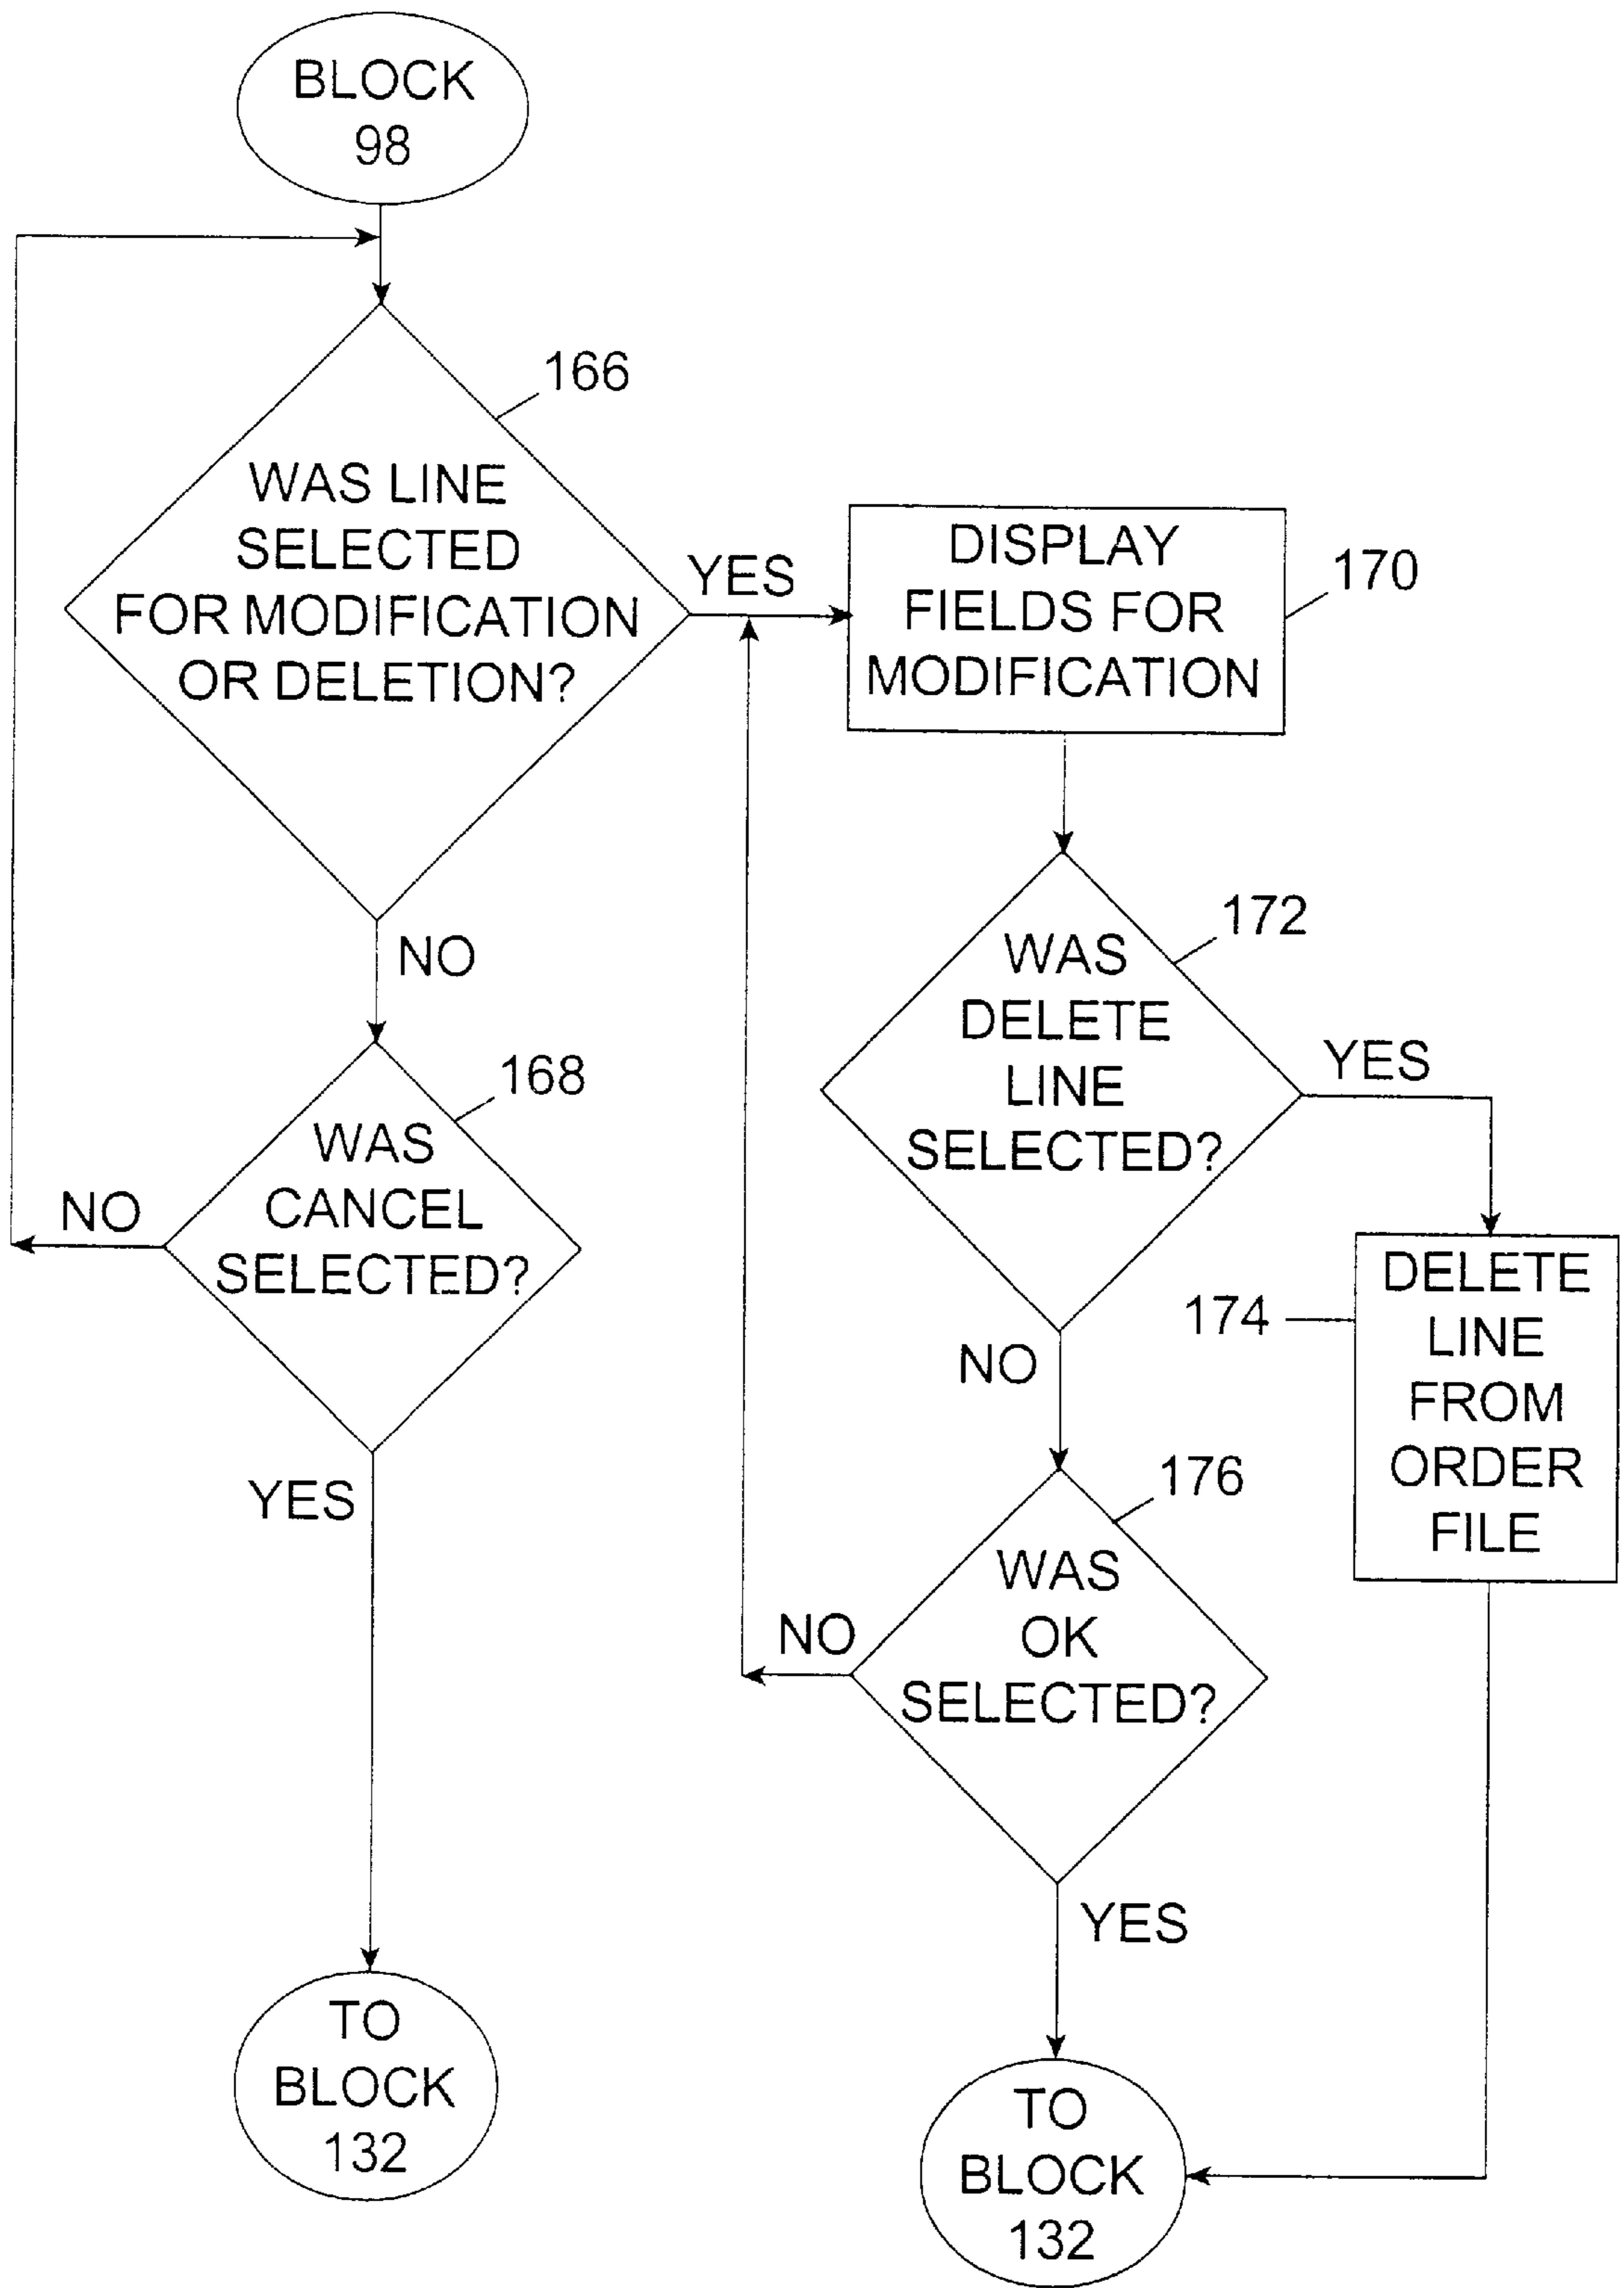 BLOCK
98
166
WAS LINE
SELECTED
FOR MODIFICATION
OR DELETION?
YES
DISPLAY
FIELDS FOR
MODIFICATION
170
NO
172
WAS
DELETE
LINE
SELECTED?
YES
168
WAS
CANCEL
SELECTED?
NO
YES
174
DELETE
LINE
FROM
ORDER
FILE
NO
176
WAS
OK
SELECTED?
NO
YES
TO
BLOCK
132
TO
BLOCK
132